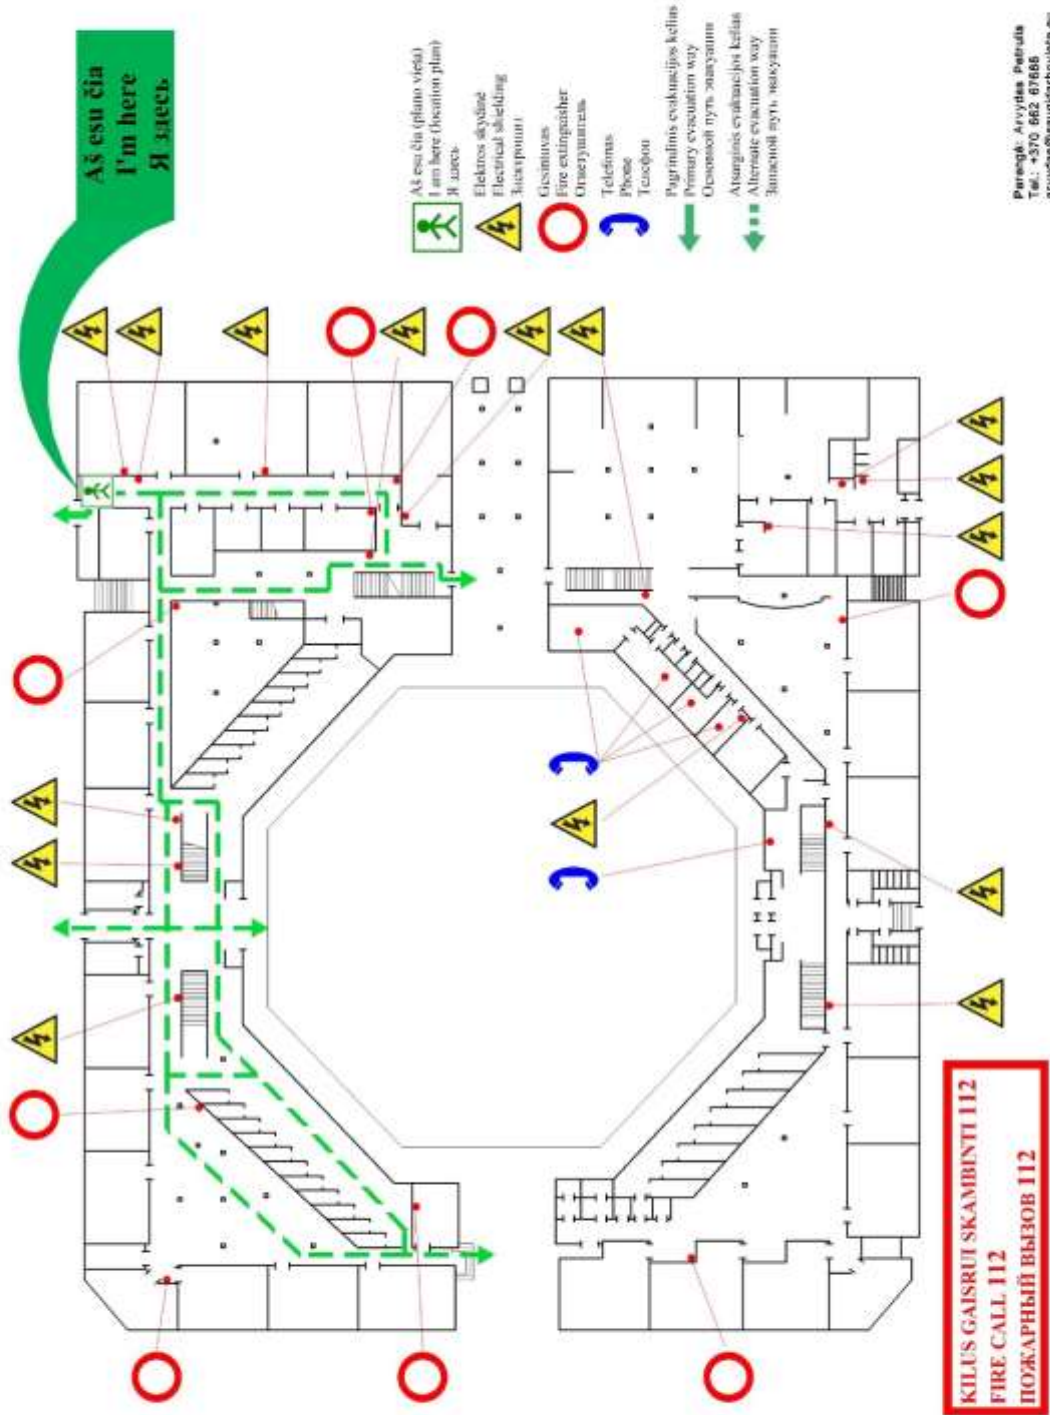 Aš esu čia
I'm here
Я здесь
Aš esu čia (plano vieta)
I am here (location plan)
Я здесь
Elektros skydinė
Electrical shielding
Электрощит
Gesintuvas
Fire extinguisher
Огнетушитель
Telefonas
Phone
Телефон
Pagrindinis evakuacijos kelias
Primary evacuation way
Основной путь эвакуации
Atsarginis evakuacijos kelias
Alternate evacuation way
Запасной путь эвакуации
Parengė: Arvydas Petrulis
Tel.: +370 662 67686
KILUS GAISRUI SKAMBINTI 112
FIRE CALL 112
ПОЖАРНЫЙ ВЫЗОВ 112